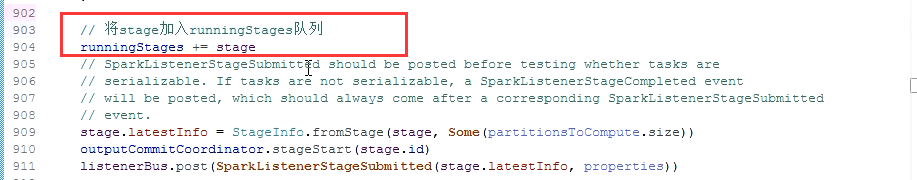 902
903 // 将stage加入runningStages队列
904 runningStages += stage
905 // SparkListenerStageSubmitted should be posted before testing whether tasks are
906 // serializable. If tasks are not serializable, a SparkListenerStageCompleted event
907 // will be posted, which should always come after a corresponding SparkListenerStageSubmitted
908 // event.
909 stage.latestInfo = StageInfo.fromStage(stage, Some(partitionsToCompute.size))
910 outputCommitCoordinator.stageStart(stage.id)
911 listenerBus.post(SparkListenerStageSubmitted(stage.latestInfo, properties))